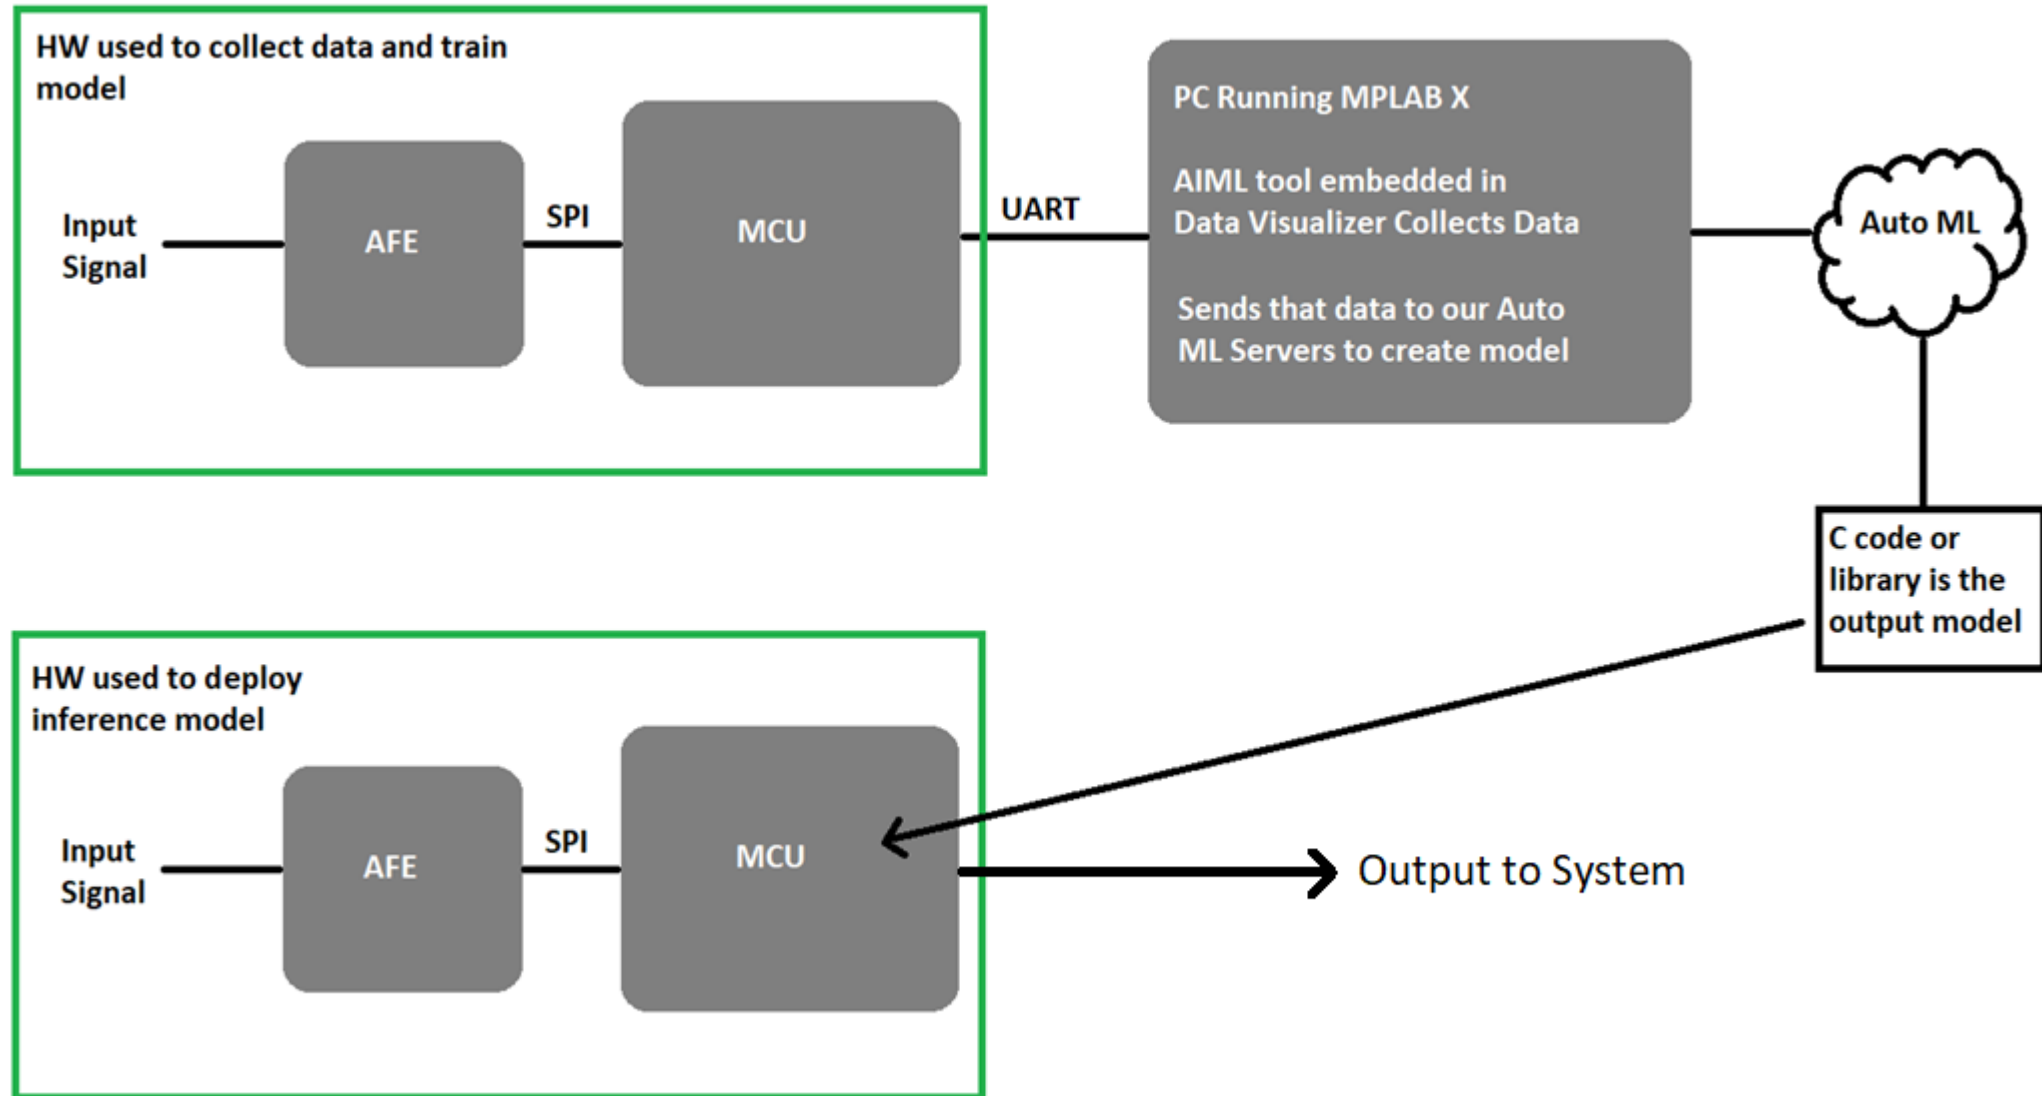 HW used to collect data and train
model
Input
Signal
AFE
SPI
MCU
UART
PC Running MPLAB X
AIML tool embedded in
Data Visualizer Collects Data
Sends that data to our Auto
ML Servers to create model
Auto ML
C code or
library is the
output model
HW used to deploy
inference model
Input
Signal
AFE
SPI
MCU
Output to System